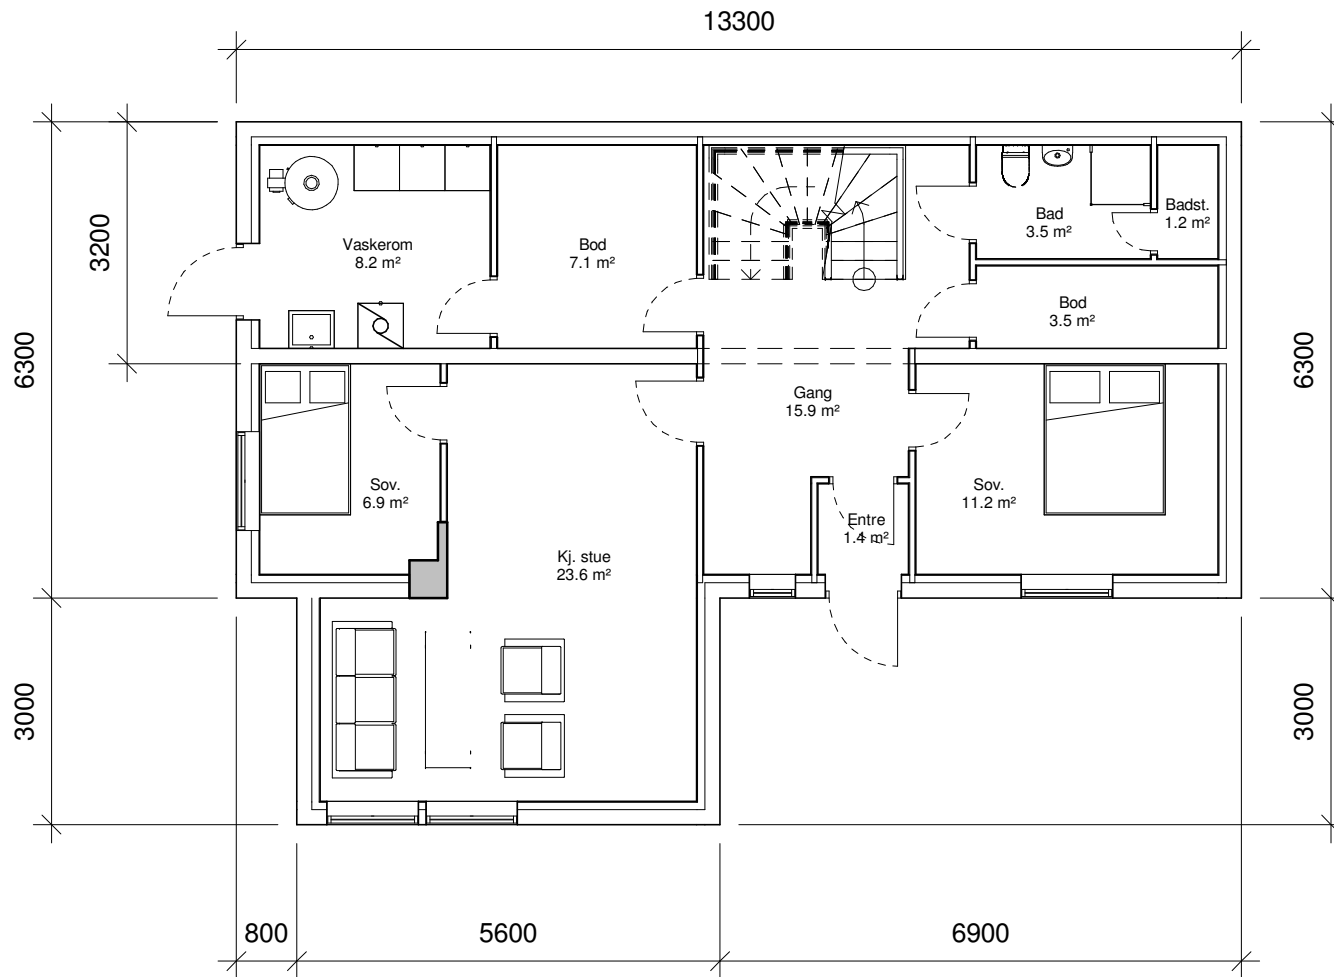 13300
3200
6300
6300
Vaskerom
8.2 m²
Bod
7.1 m²
Bad
3.5 m²
Badst.
1.2 m²
Bod
3.5 m²
Gang
15.9 m²
Sov.
6.9 m²
Sov.
11.2 m²
Entre
1.4 m²
Kj. stue
23.6 m²
3000
3000
800
5600
6900